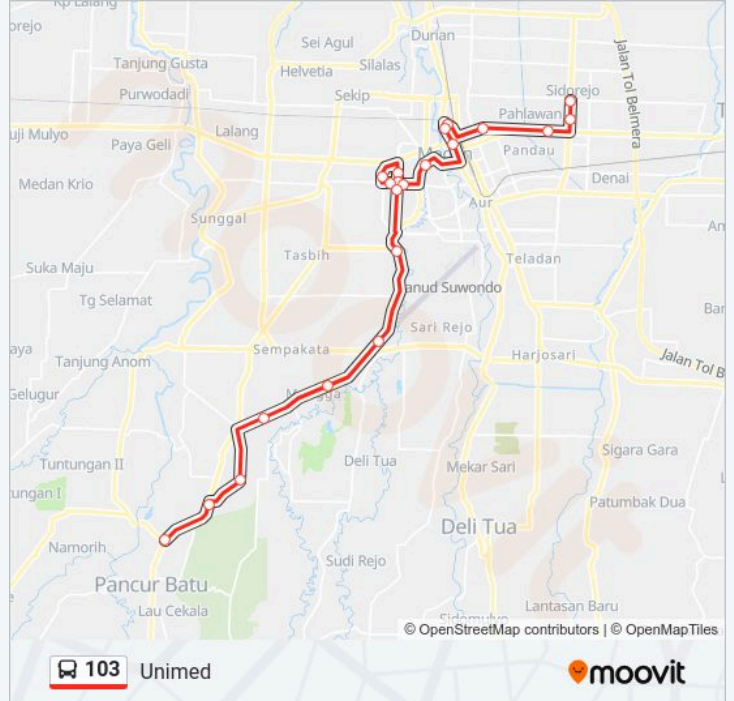 Kp Lalang
orejo
Durian
Sei Agul
Silalas
Tanjung Gusta
Helvetia
Jalan Tol Belmera
Purwodadi
Sekip
Sidorejo
Pahlawan
uji Mulyo
Lalang
Paya Geli
Pandau
Medan Krio
Denai
Aur
Sunggal
Tasbih
Teladan
Suka Maju
anud Suwondo
Tg Selamat
Bar
Sari Rejo
aya
Sempakata
Harjosari
Jalan Tol B
Tanjung Anom
Gelugur
Sigara Gara
Tuntungan II
Deli Tua
Mekar Sari
ungan I
Patumbak Dua
Deli Tua
Namorih
Sudi Rejo
Pancur Batu
Lau Cekala
Lantasan Baru
© OpenStreetMap contributors | © OpenMapTiles
103 Unimed
moovit